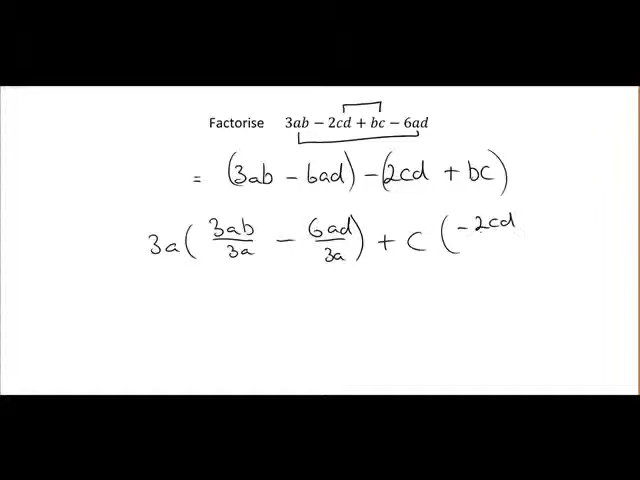 Factorise 3ab − 2cd + bc − 6ad
= (3ab − 6ad) − (2cd + bc)
3a( 3ab/3a − 6ad/3a ) + c ( −2cd